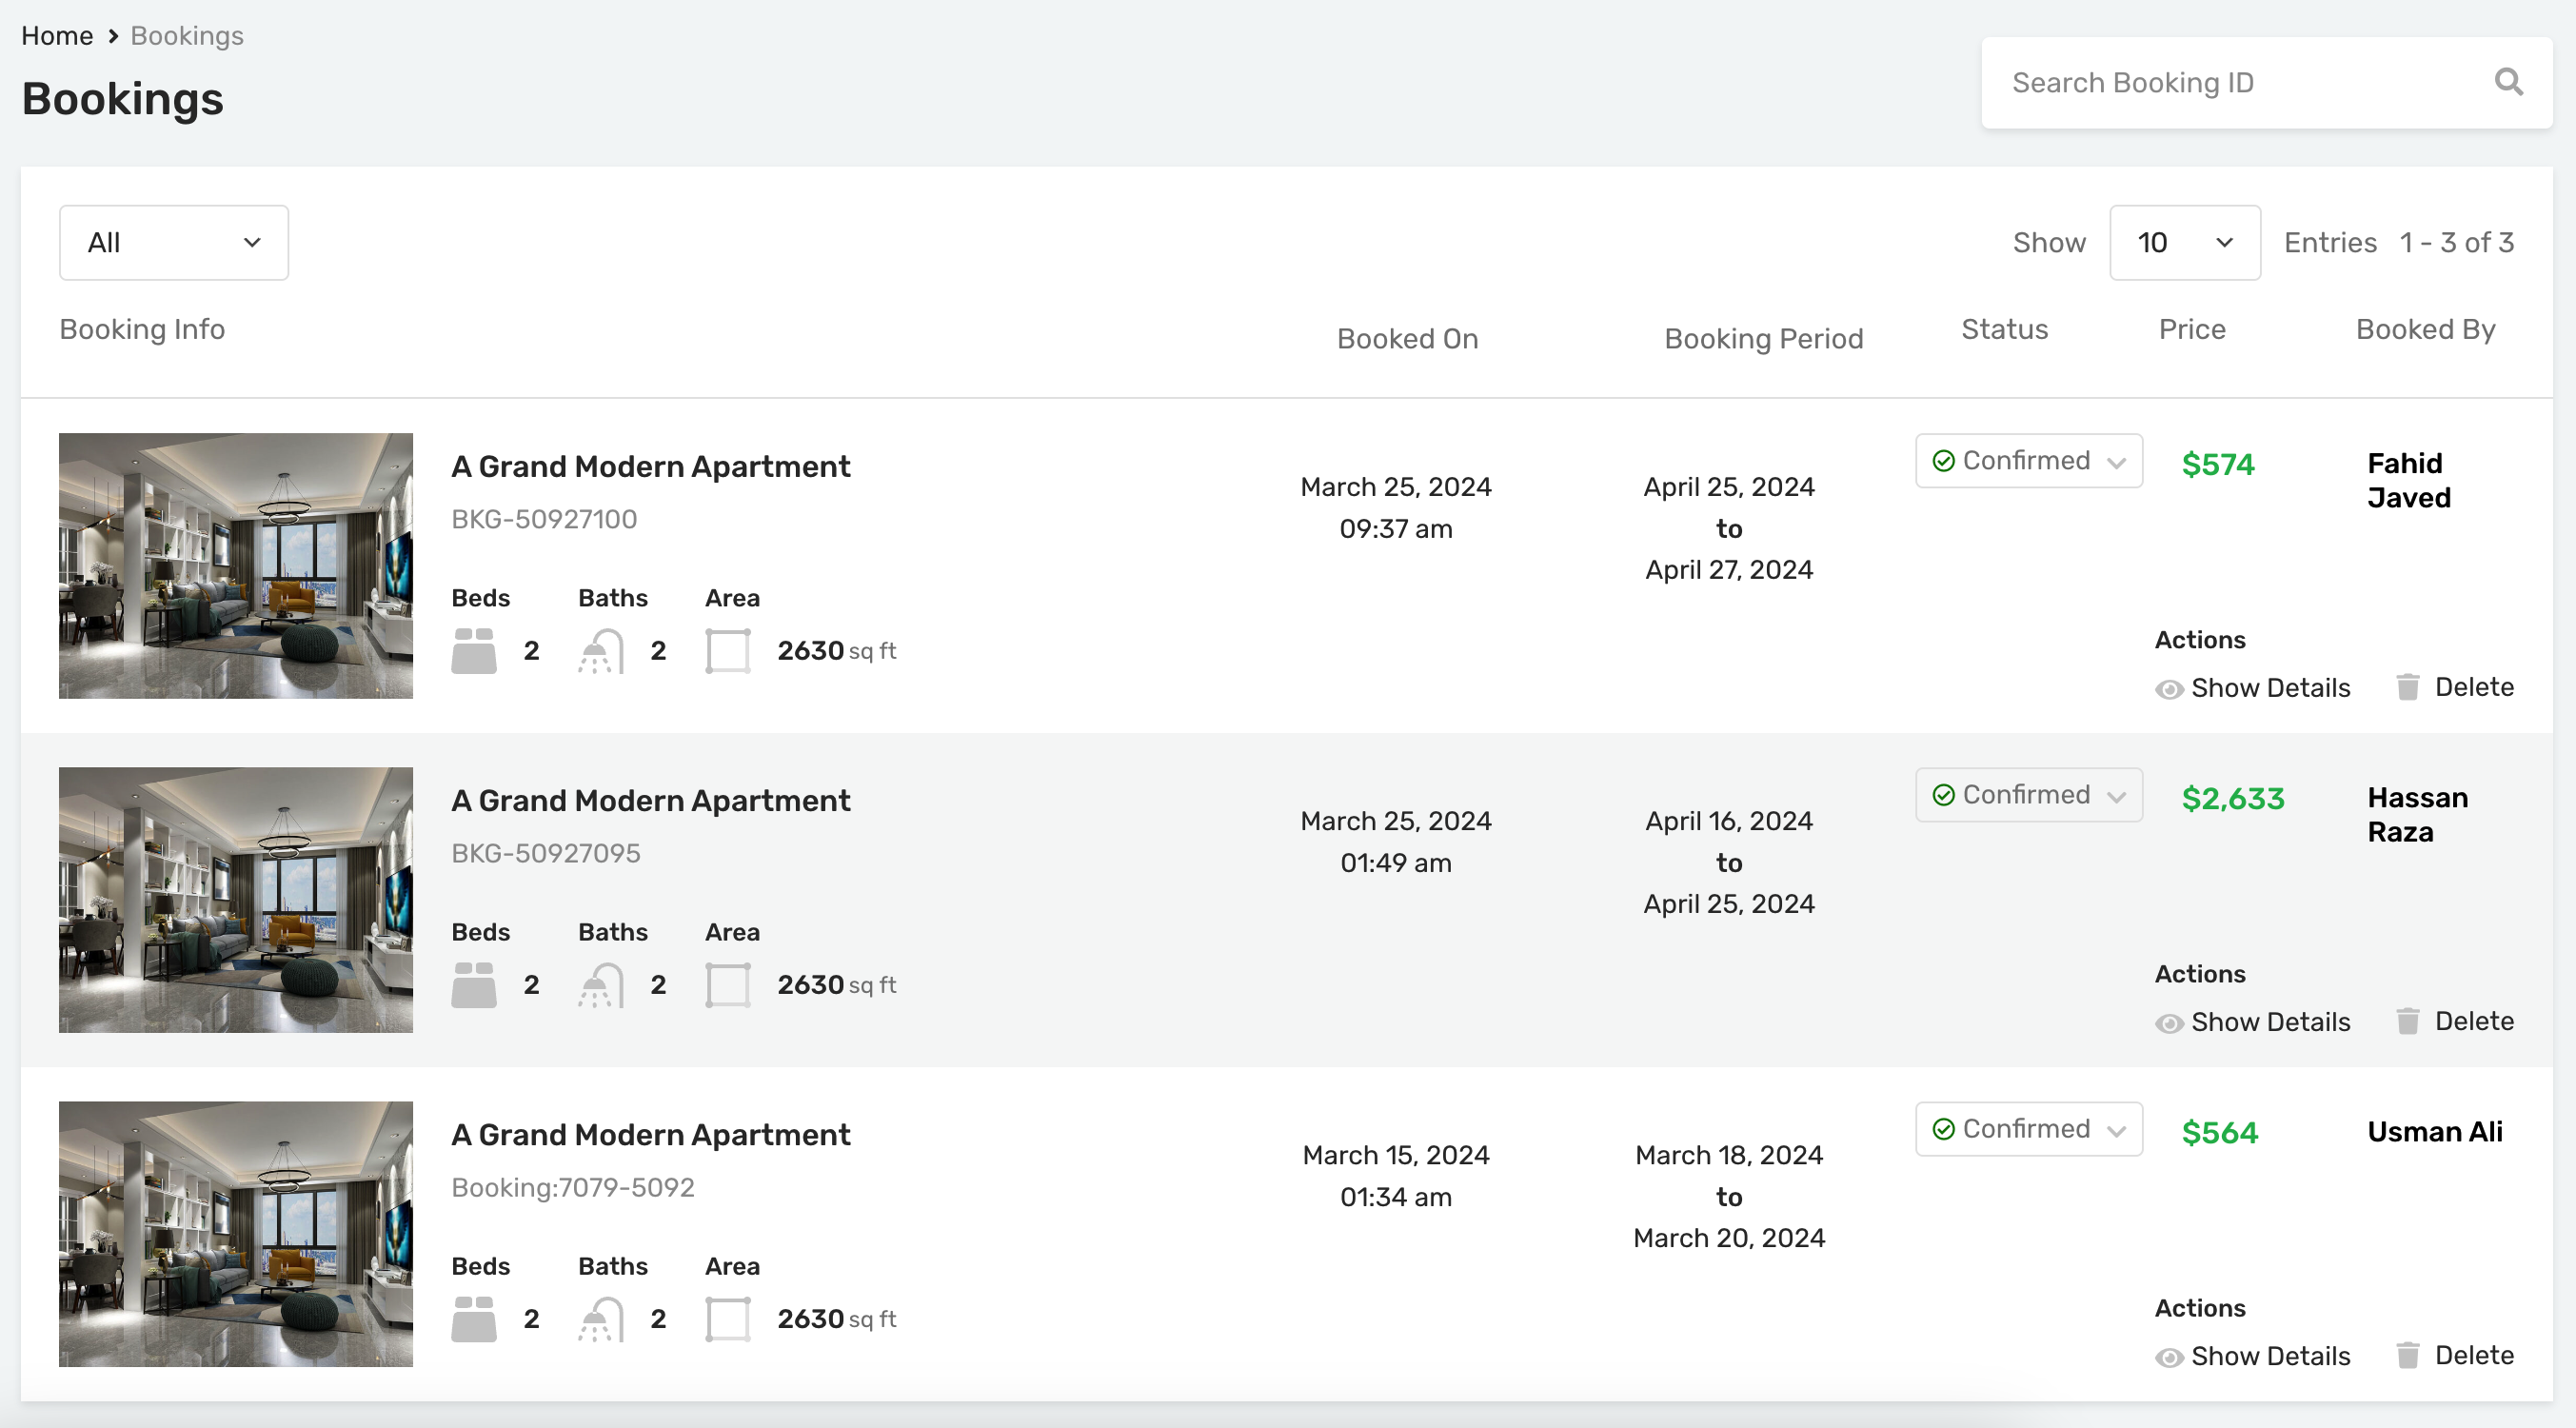 Home > Bookings
Bookings
Search Booking ID
All
Show 10 Entries 1 - 3 of 3
Booking Info Booked On Booking Period Status Price Booked By
A Grand Modern Apartment
BKG-50927100
Beds Baths Area
2 2 2630 sq ft
March 25, 2024
09:37 am
April 25, 2024
to
April 27, 2024
Confirmed
$574
Fahid
Javed
Actions
Show Details Delete
A Grand Modern Apartment
BKG-50927095
Beds Baths Area
2 2 2630 sq ft
March 25, 2024
01:49 am
April 16, 2024
to
April 25, 2024
Confirmed
$2,633
Hassan
Raza
Actions
Show Details Delete
A Grand Modern Apartment
Booking:7079-5092
Beds Baths Area
2 2 2630 sq ft
March 15, 2024
01:34 am
March 18, 2024
to
March 20, 2024
Confirmed
$564
Usman Ali
Actions
Show Details Delete